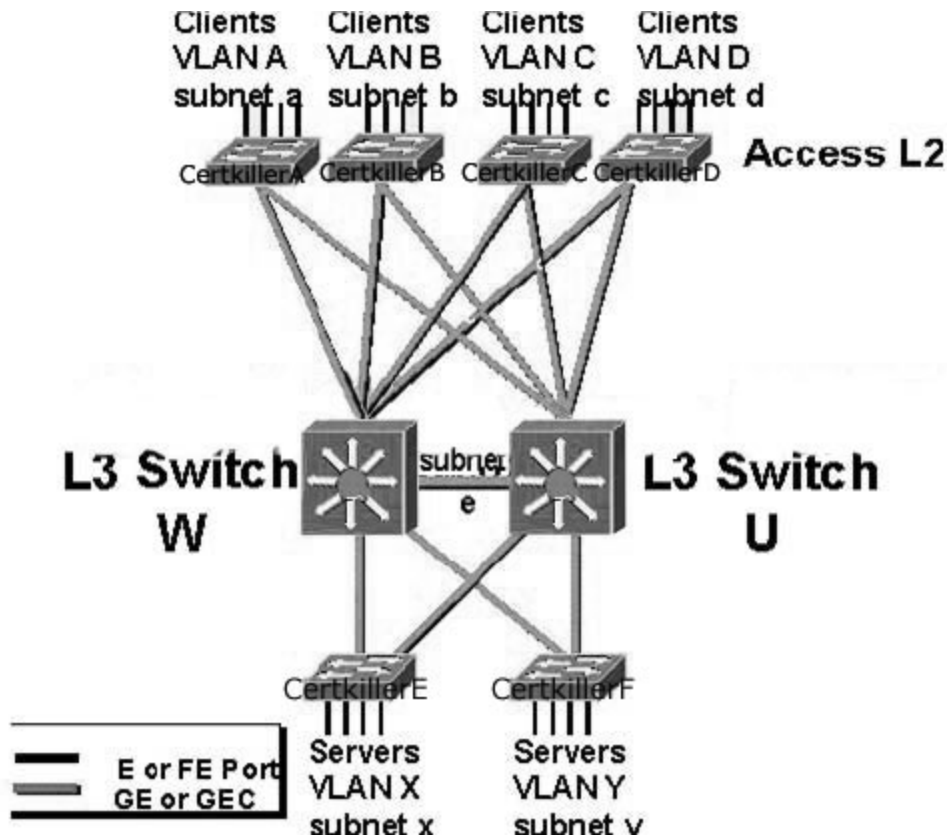 Clients Clients Clients Clients
VLAN A VLAN B VLAN C VLAN D
subnet a subnet b subnet c subnet d
CertkillerA CertkillerB CertkillerC CertkillerD Access L2
L3 Switch W
subnet e
L3 Switch U
CertkillerE CertkillerF
Servers Servers
VLAN X VLAN Y
subnet x subnet y
E or FE Port
GE or GEC